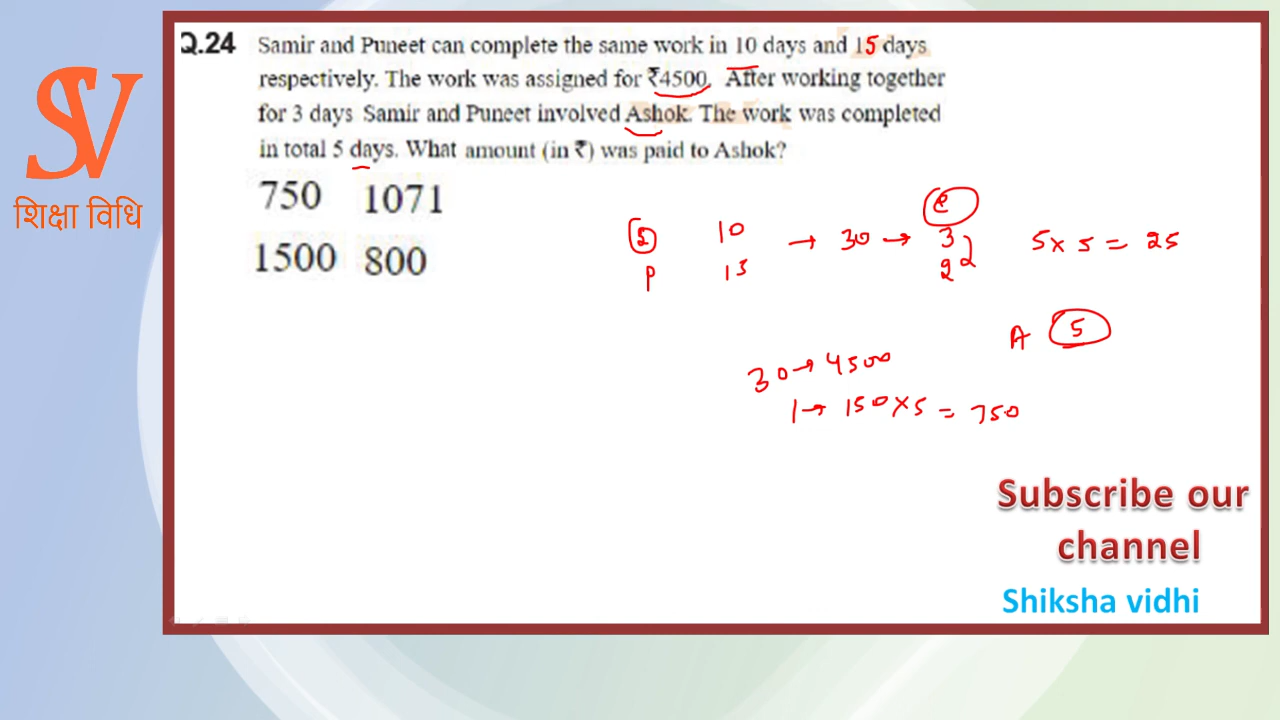 Q.24 Samir and Puneet can complete the same work in 10 days and 15 days
respectively. The work was assigned for ₹4500. After working together
for 3 days Samir and Puneet involved Ashok. The work was completed
in total 5 days. What amount (in ₹) was paid to Ashok?
SV
शिक्षा विधि
750 1071
1500 800
S 10 → 30 → 3 5 × 5 = 25
P 15 2
A 5
30 → 4500
1 → 150 × 5 = 750
Subscribe our
channel
Shiksha vidhi